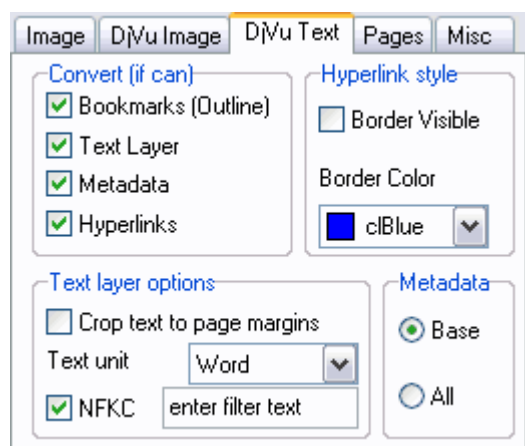 Image DjVu Image DjVu Text Pages Misc
Convert (if can)
Bookmarks (Outline)
Text Layer
Metadata
Hyperlinks
Hyperlink style
Border Visible
Border Color
clBlue
Text layer options
Crop text to page margins
Text unit Word
NFKC enter filter text
Metadata
Base
All